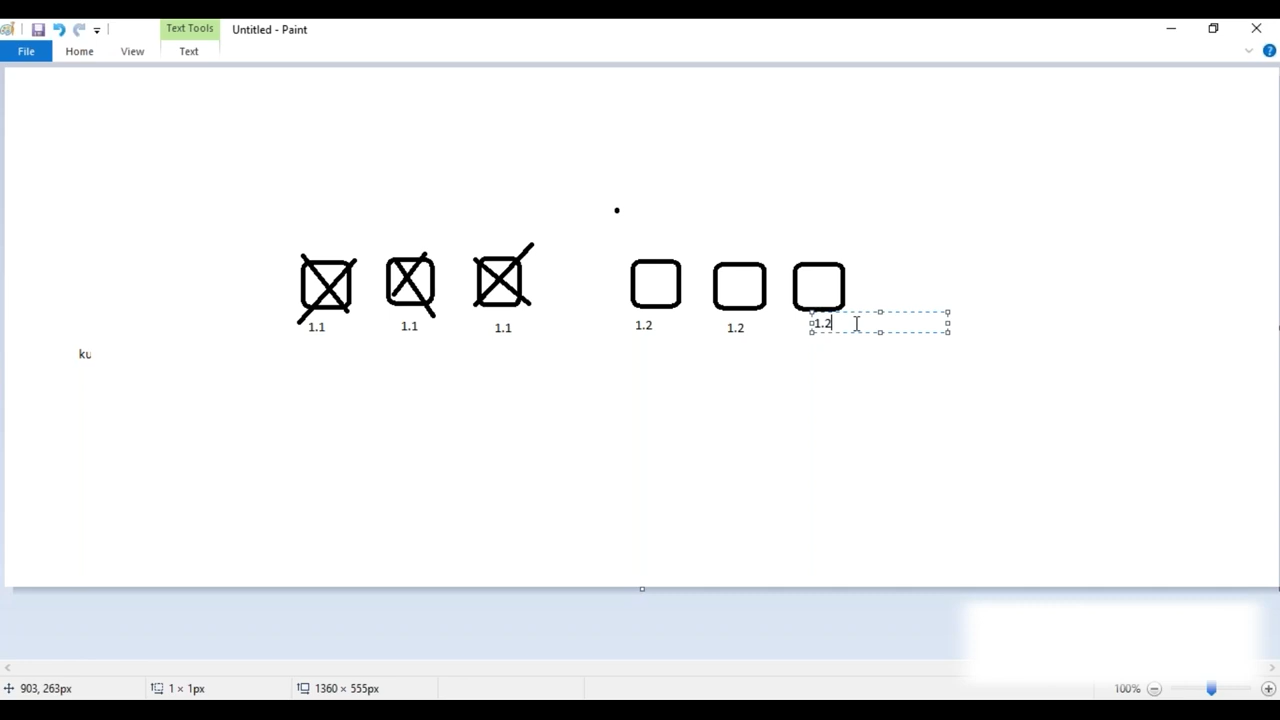 Text Tools
Untitled - Paint
File Home View Text
1.1 1.1 1.1 1.2 1.2 1.2
ku
903, 263px 1 × 1px 1360 × 555px 100%